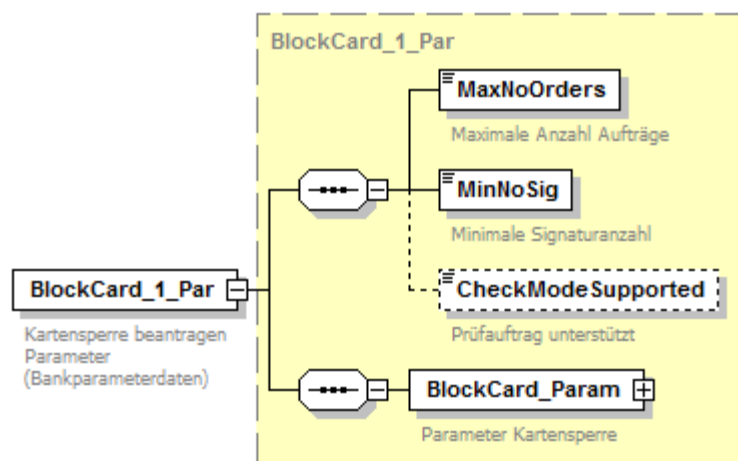 BlockCard_1_Par
MaxNoOrders
Maximale Anzahl Aufträge
MinNoSig
Minimale Signaturanzahl
BlockCard_1_Par
CheckModeSupported
Kartensperre beantragen
Parameter
(Bankparameterdaten)
Prüfauftrag unterstützt
BlockCard_Param
Parameter Kartensperre